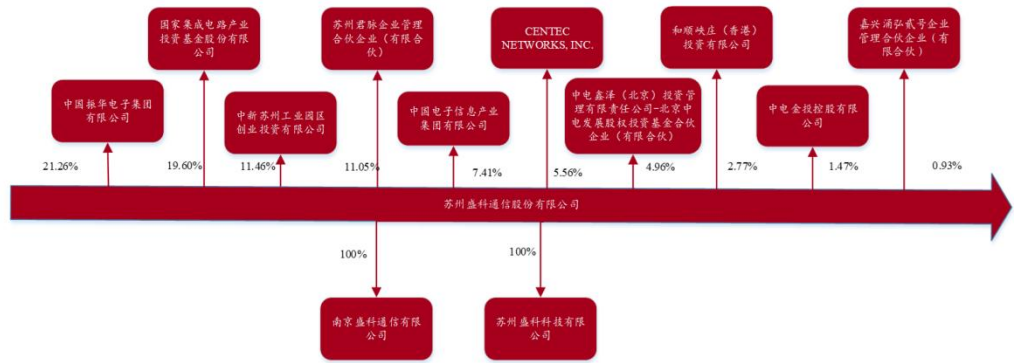 国家集成电路产业
投资基金股份有限
公司
苏州君脉企业管理
合伙企业（有限合
伙）
CENTEC
NETWORKS, INC.
和顺峡庄（香港）
投资有限公司
嘉兴涌弘贰号企业
管理合伙企业（有
限合伙）
中国振华电子集团
有限公司
中新苏州工业园区
创业投资有限公司
中国电子信息产业
集团有限公司
中电鑫泽（北京）投资管
理有限责任公司-北京中
电发展股权投资基金合伙
企业（有限合伙）
中电金投控股有限
公司
21.26%
19.60%
11.46%
11.05%
7.41%
5.56%
4.96%
2.77%
1.47%
0.93%
苏州盛科通信股份有限公司
100%
100%
南京盛科通信有限
公司
苏州盛科科技有限
公司